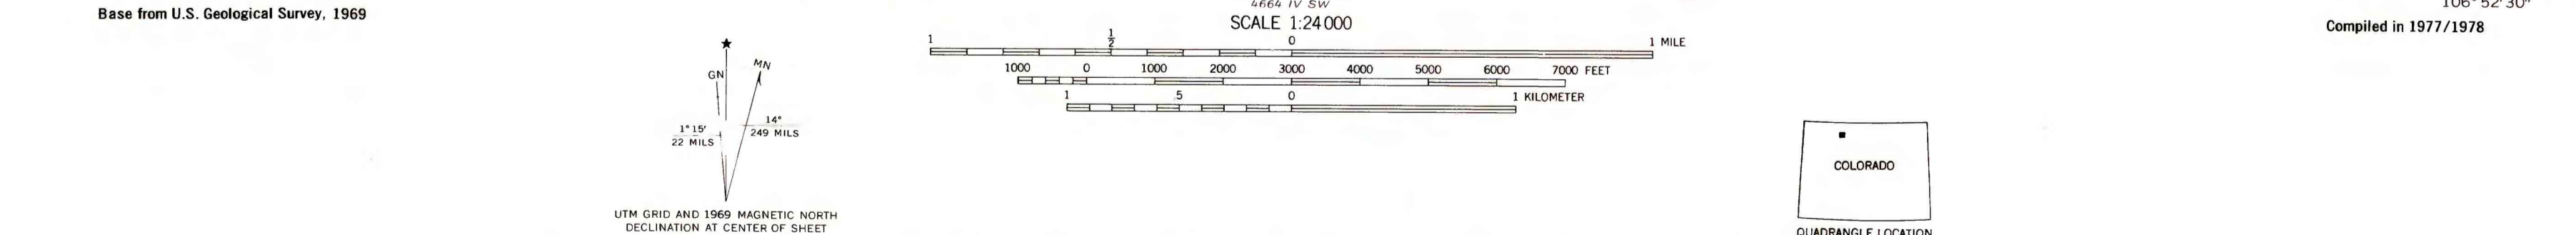 Base from U.S. Geological Survey, 1969
4664 IV SW
SCALE 1:24 000
1 1/2 0 1 MILE
1000 0 1000 2000 3000 4000 5000 6000 7000 FEET
1 .5 0 1 KILOMETER
106° 52' 30"
Compiled in 1977/1978
★
GN
MN
1° 15'
22 MILS
14°
249 MILS
UTM GRID AND 1969 MAGNETIC NORTH
DECLINATION AT CENTER OF SHEET
COLORADO
QUADRANGLE LOCATION